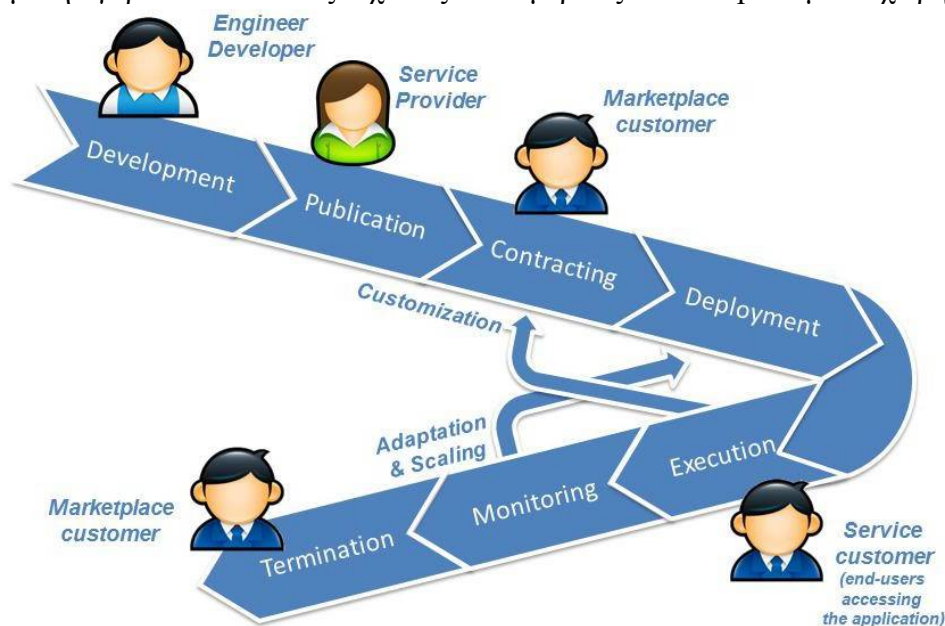 Engineer
Developer
Service
Provider
Marketplace
customer
Development
Publication
Contracting
Deployment
Customization
Adaptation
& Scaling
Execution
Monitoring
Termination
Marketplace
customer
Service
customer
(end-users
accessing
the application)